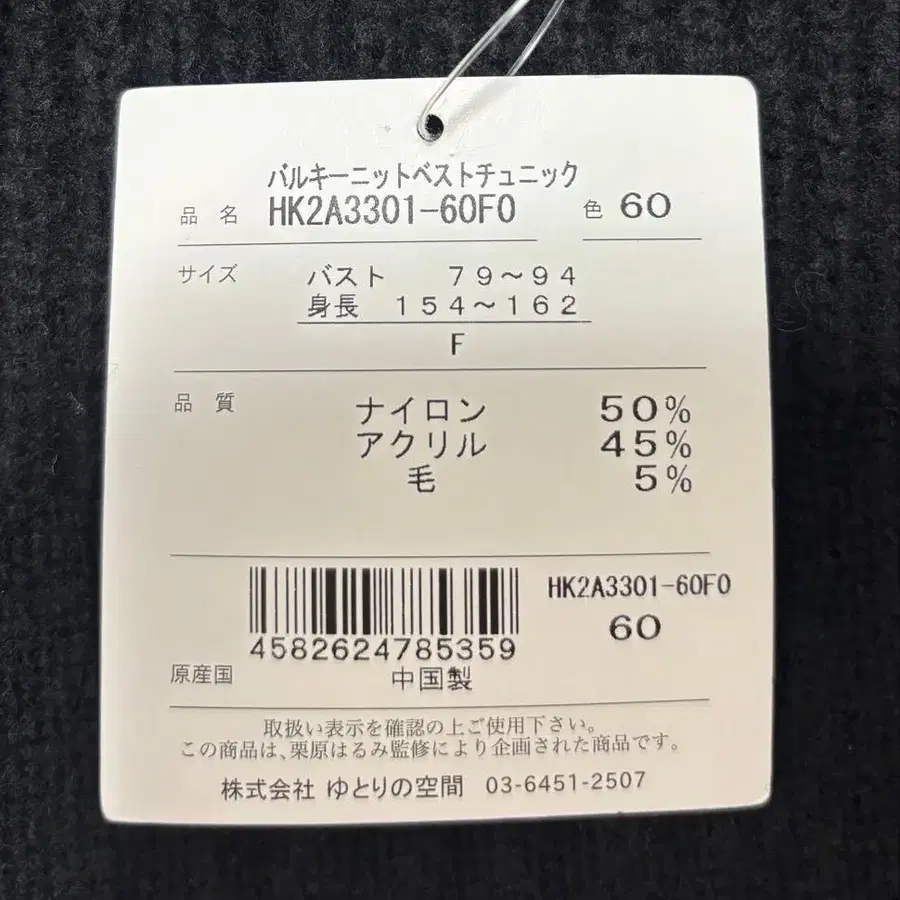 バルキーニットベストチュニック
品 名 HK2A3301-60F0 色 60
サイズ バスト 79～94
身長 154～162
F
品 質 ナイロン 50%
アクリル 45%
毛 5%
HK2A3301-60F0
60
4582624785359
原産国 中国製
取扱い表示を確認の上ご使用下さい。
この商品は、栗原はるみ監修により企画された商品です。
株式会社 ゆとりの空間 03-6451-2507